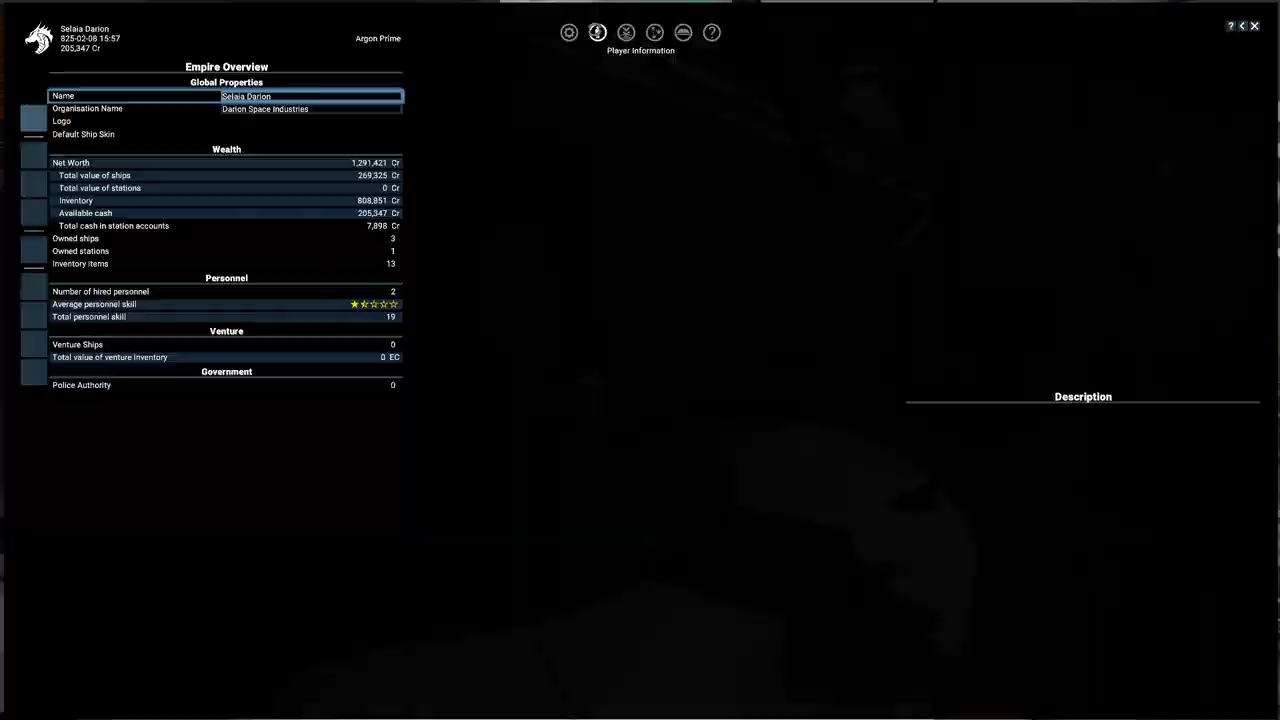 Selaia Darion
825-02-08 15:57
205,347 Cr
Argon Prime
Player Information
?
Empire Overview
Global Properties
Name Selaia Darion
Organisation Name Darion Space Industries
Logo
Default Ship Skin
Wealth
Net Worth 1,291,421 Cr
Total value of ships 269,325 Cr
Total value of stations 0 Cr
Inventory 808,851 Cr
Available cash 205,347 Cr
Total cash in station accounts 7,898 Cr
Owned ships 3
Owned stations 1
Inventory Items 13
Personnel
Number of hired personnel 2
Average personnel skill
Total personnel skill 19
Venture
Venture Ships 0
Total value of venture inventory 0 EC
Government
Police Authority 0
Description